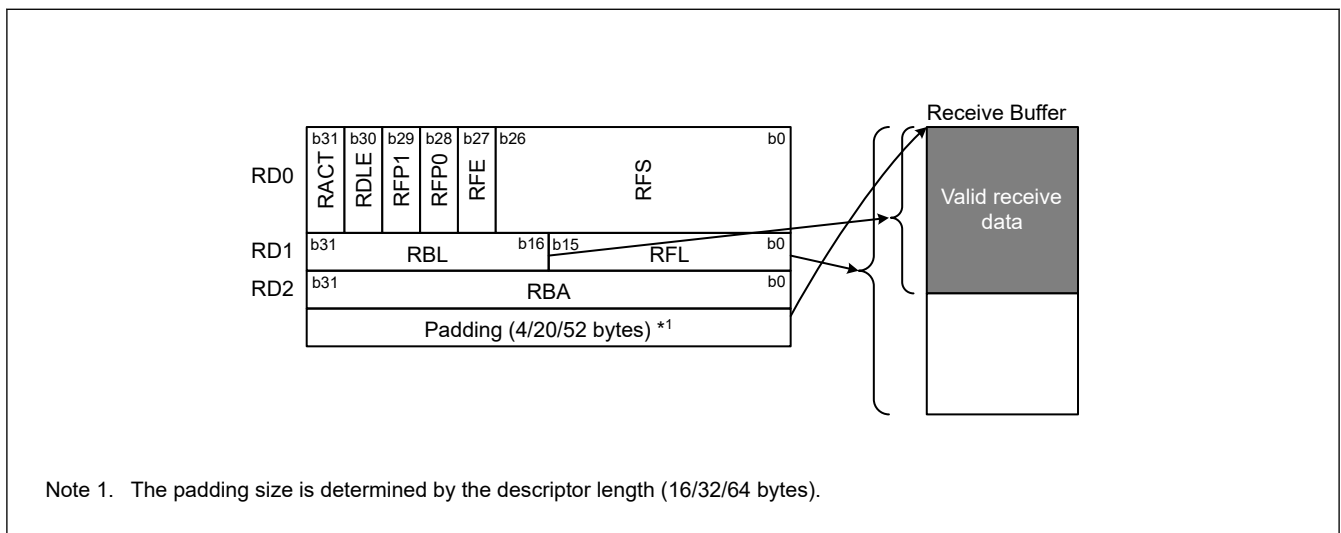 Receive Buffer
b31 b30 b29 b28 b27 b26 b0
RD0 RACT RDLE RFP1 RFP0 RFE RFS
Valid receive
data
RD1 b31 RBL b16 b15 RFL b0
RD2 b31 RBA b0
Padding (4/20/52 bytes) *1
Note 1. The padding size is determined by the descriptor length (16/32/64 bytes).